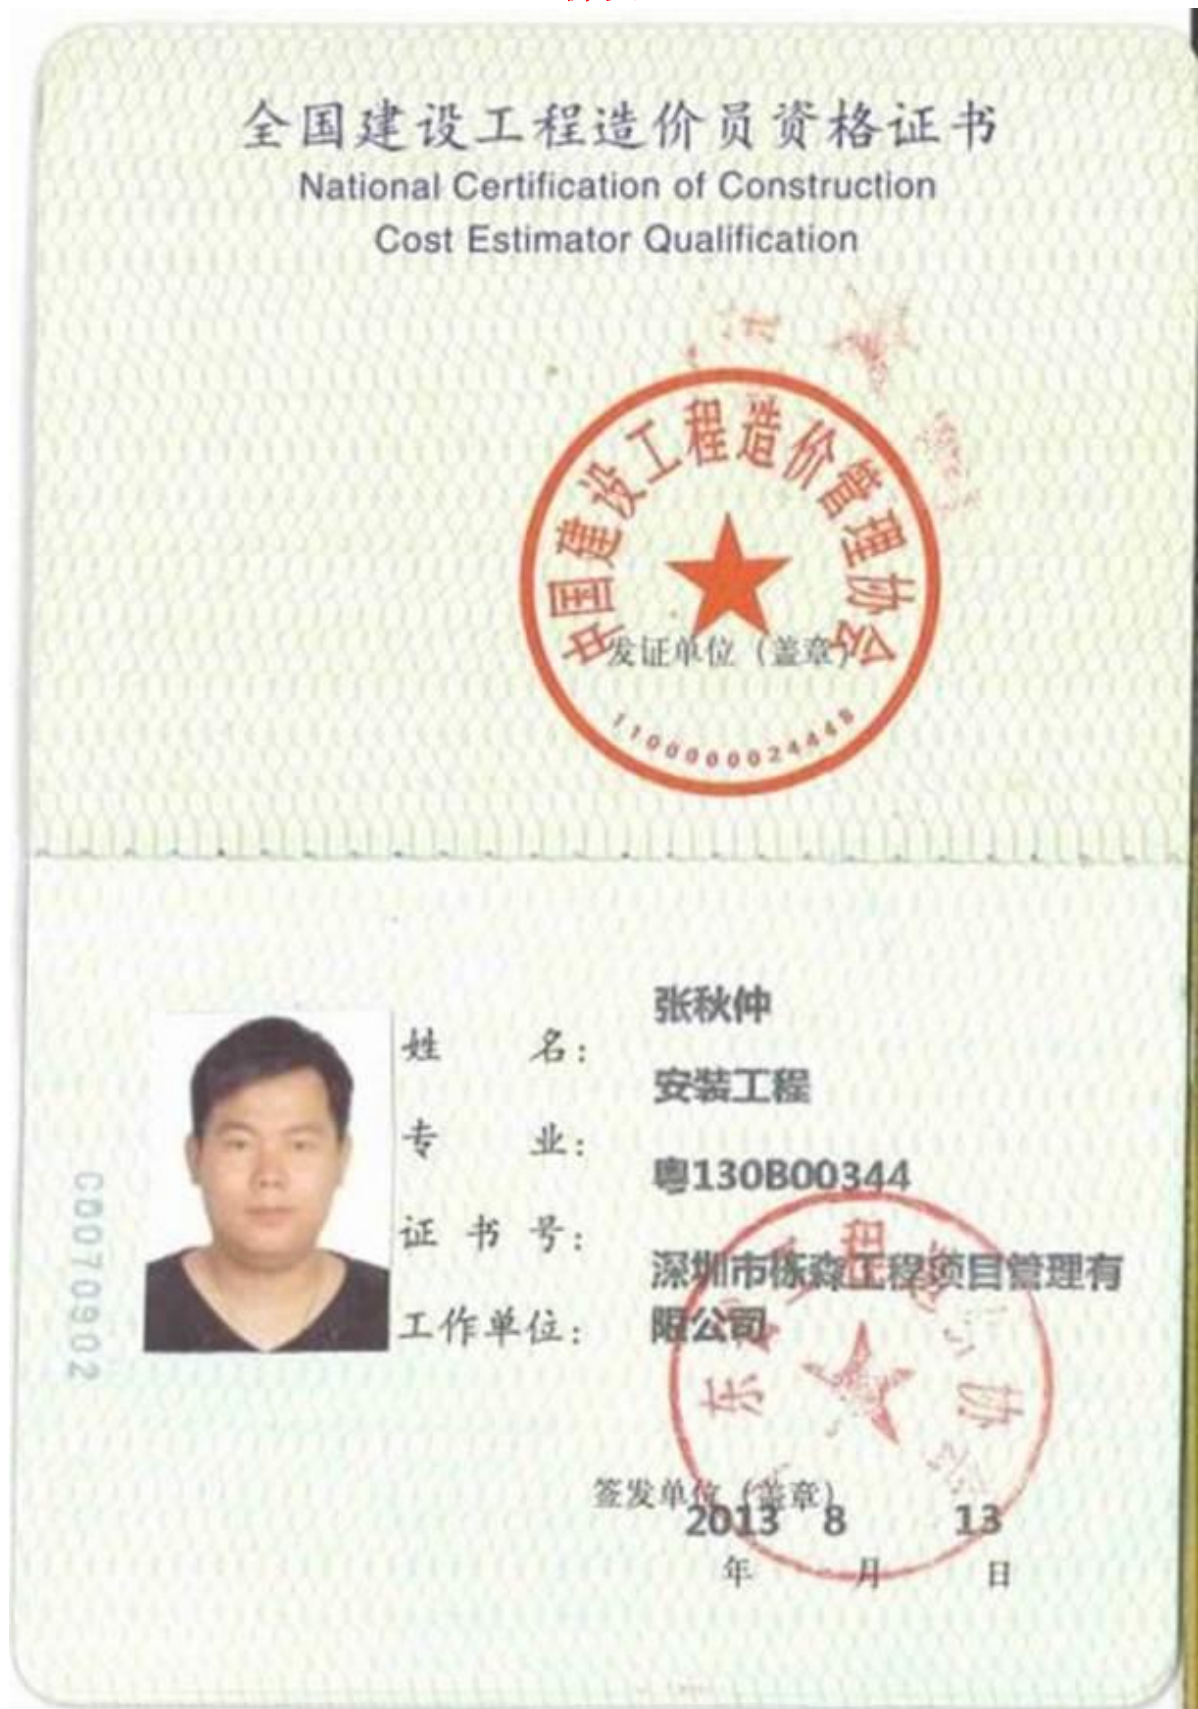 全国建设工程造价员资格证书
National Certification of Construction
Cost Estimator Qualification
中国建设工程造价管理协会
发证单位（盖章）
1100000024448
姓 名： 张秋仲
专 业： 安装工程
证 书 号： 粤130B00344
工作单位： 深圳市栋森工程项目管理有
限公司
C0070902
签发单位（盖章）
2013 8 13
年 月 日